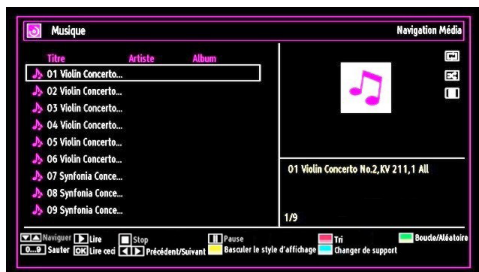 Musique Navigation Média
Titre Artiste Album
01 Violin Concerto...
02 Violin Concerto...
03 Violin Concerto...
04 Violin Concerto...
05 Violin Concerto...
06 Violin Concerto...
07 Synfonia Conce...
08 Synfonia Conce...
09 Synfonia Conce...
01 Violin Concerto No.2,KV 211,1 All
1/9
Naviguer Lire Stop Pause Tri Boucle/Aléatoire
0...9 Sauter OK Lire ceci Précédent/Suivant Basculer le style d'affichage Changer de support